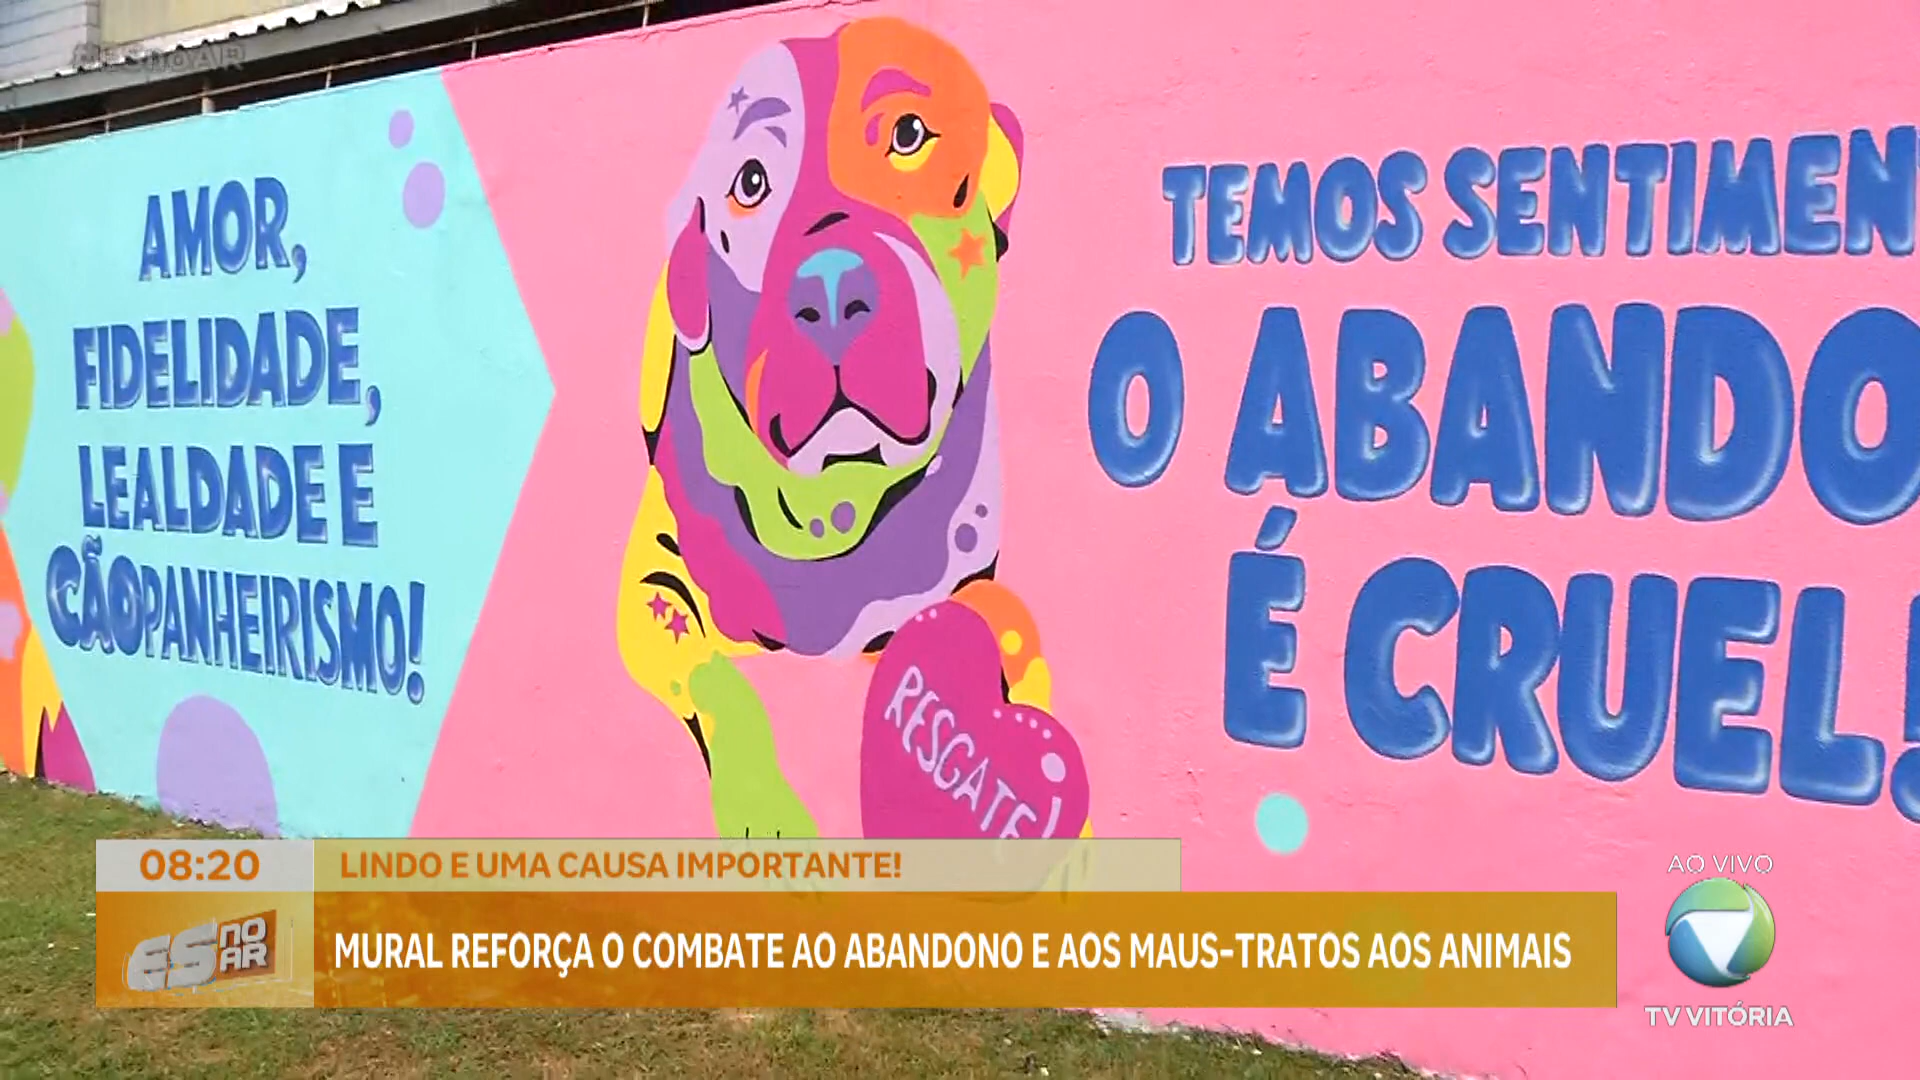 #ESnoAR
AMOR,
FIDELIDADE,
LEALDADE E
CÃOPANHEIRISMO!
TEMOS SENTIMEN
O ABANDO
É CRUEL!
RESGATE!
08:20
LINDO E UMA CAUSA IMPORTANTE!
ES NO AR
MURAL REFORÇA O COMBATE AO ABANDONO E AOS MAUS-TRATOS AOS ANIMAIS
AO VIVO
TV VITÓRIA